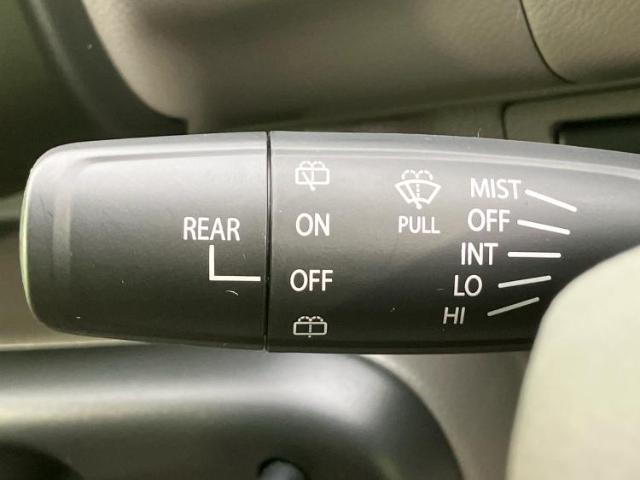 REAR
ON
OFF
PULL
MIST
OFF
INT
LO
HI